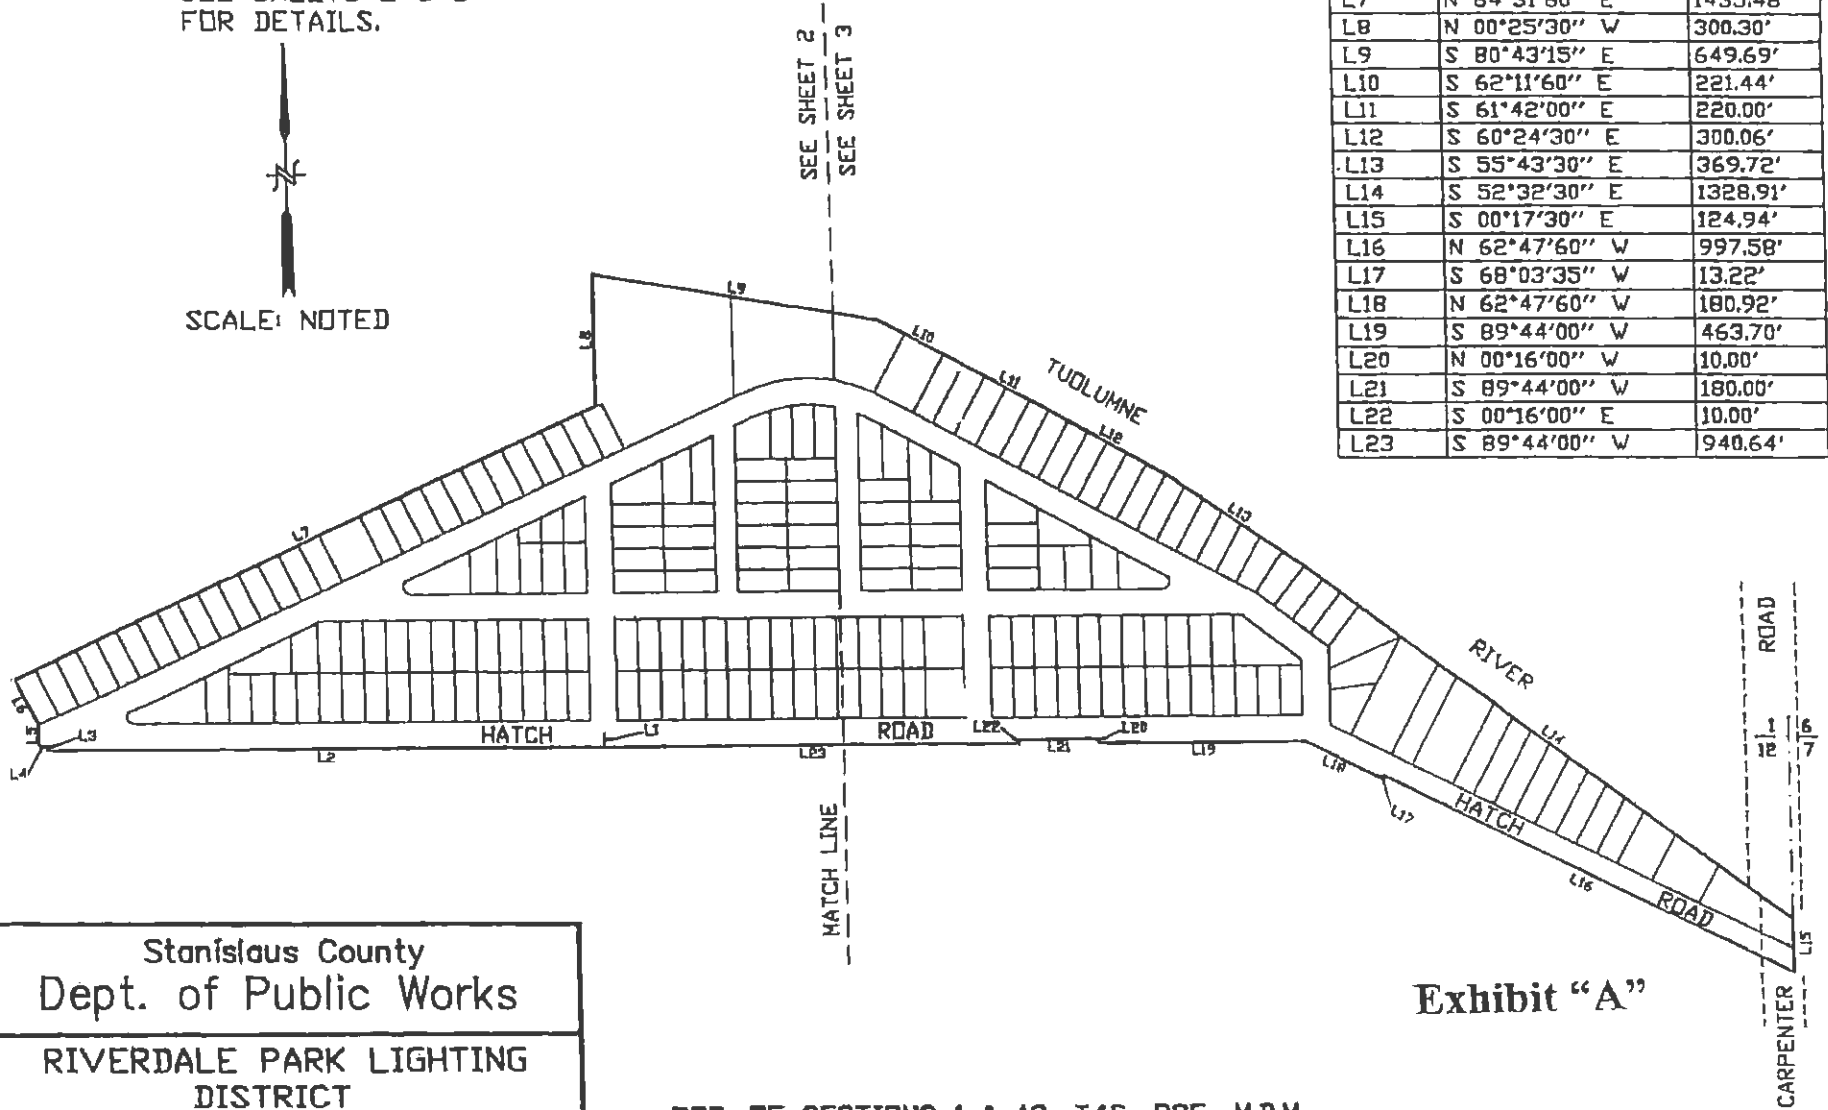 FOR DETAILS.
SCALE: NOTED
SEE SHEET 2
SEE SHEET 3
L8 N 00°25'30'' W 300.30'
L9 S 80°43'15'' E 649.69'
L10 S 62°11'60'' E 221.44'
L11 S 61°42'00'' E 220.00'
L12 S 60°24'30'' E 300.06'
L13 S 55°43'30'' E 369.72'
L14 S 52°32'30'' E 1328.91'
L15 S 00°17'30'' E 124.94'
L16 N 62°47'60'' W 997.58'
L17 S 68°03'35'' W 13.22'
L18 N 62°47'60'' W 180.92'
L19 S 89°44'00'' W 463.70'
L20 N 00°16'00'' W 10.00'
L21 S 89°44'00'' W 180.00'
L22 S 00°16'00'' E 10.00'
L23 S 89°44'00'' W 940.64'
L9
L8
L10
L11
TUOLUMNE
L12
L7
L13
RIVER
ROAD
L6
L5
L3
L4
L2
HATCH
L1
L23
ROAD
L22
L21
L20
L19
L18
L17
L14
1 6
12 7
HATCH
L16
ROAD
L15
MATCH LINE
CARPENTER
Stanislaus County
Dept. of Public Works
RIVERDALE PARK LIGHTING
DISTRICT
Exhibit “A”